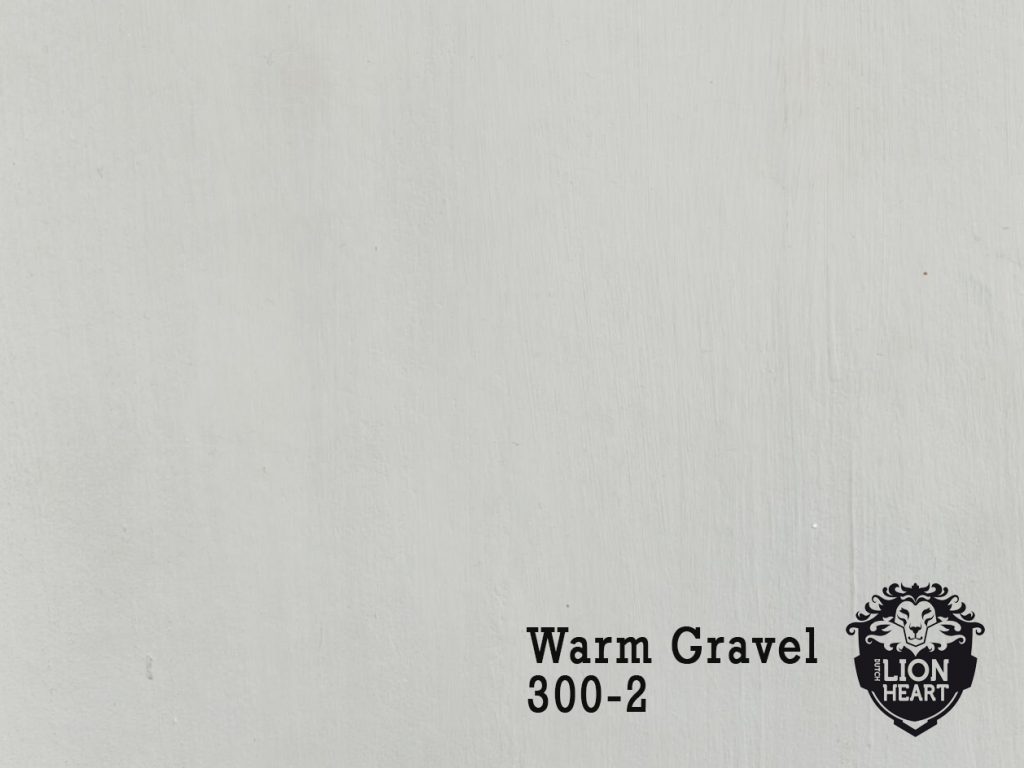 Warm Gravel
300-2
DUTCH
LION
HEART